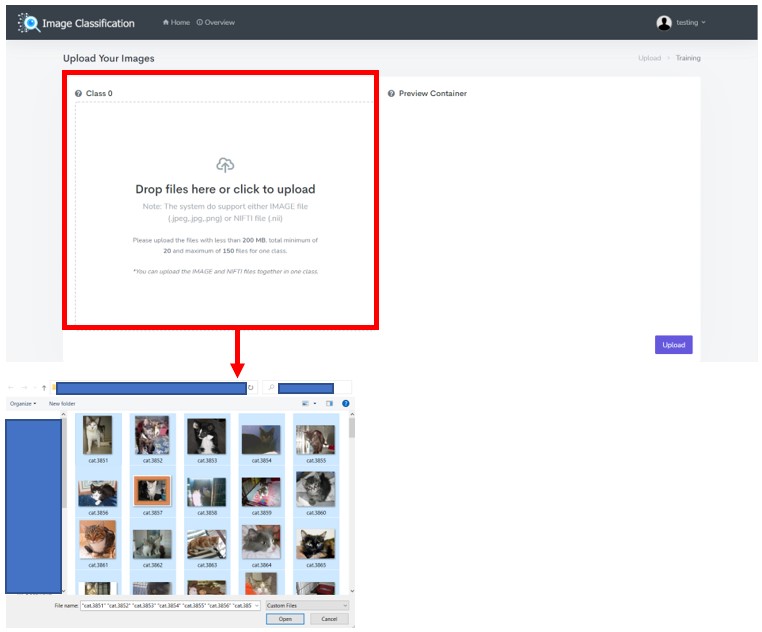 Image Classification
Home Overview
testing
Upload Your Images
Upload Training
Class 0
Preview Container
Drop files here or click to upload
Note: The system do support either IMAGE file
(.jpeg,.jpg,.png) or NIFTI file (.nii)
Please upload the files with less than 200 MB, total minimum of
20 and maximum of 150 files for one class.
*You can upload the IMAGE and NIFTI files together in one class.
Upload
Organize New folder
cat.3851 cat.3852 cat.3853 cat.3854 cat.3855
cat.3856 cat.3857 cat.3858 cat.3859 cat.3860
cat.3861 cat.3862 cat.3863 cat.3864 cat.3865
File name: "cat.3851" "cat.3852" "cat.3853" "cat.3854" "cat.3855" "cat.3856" "cat.385 Custom Files
Open Cancel